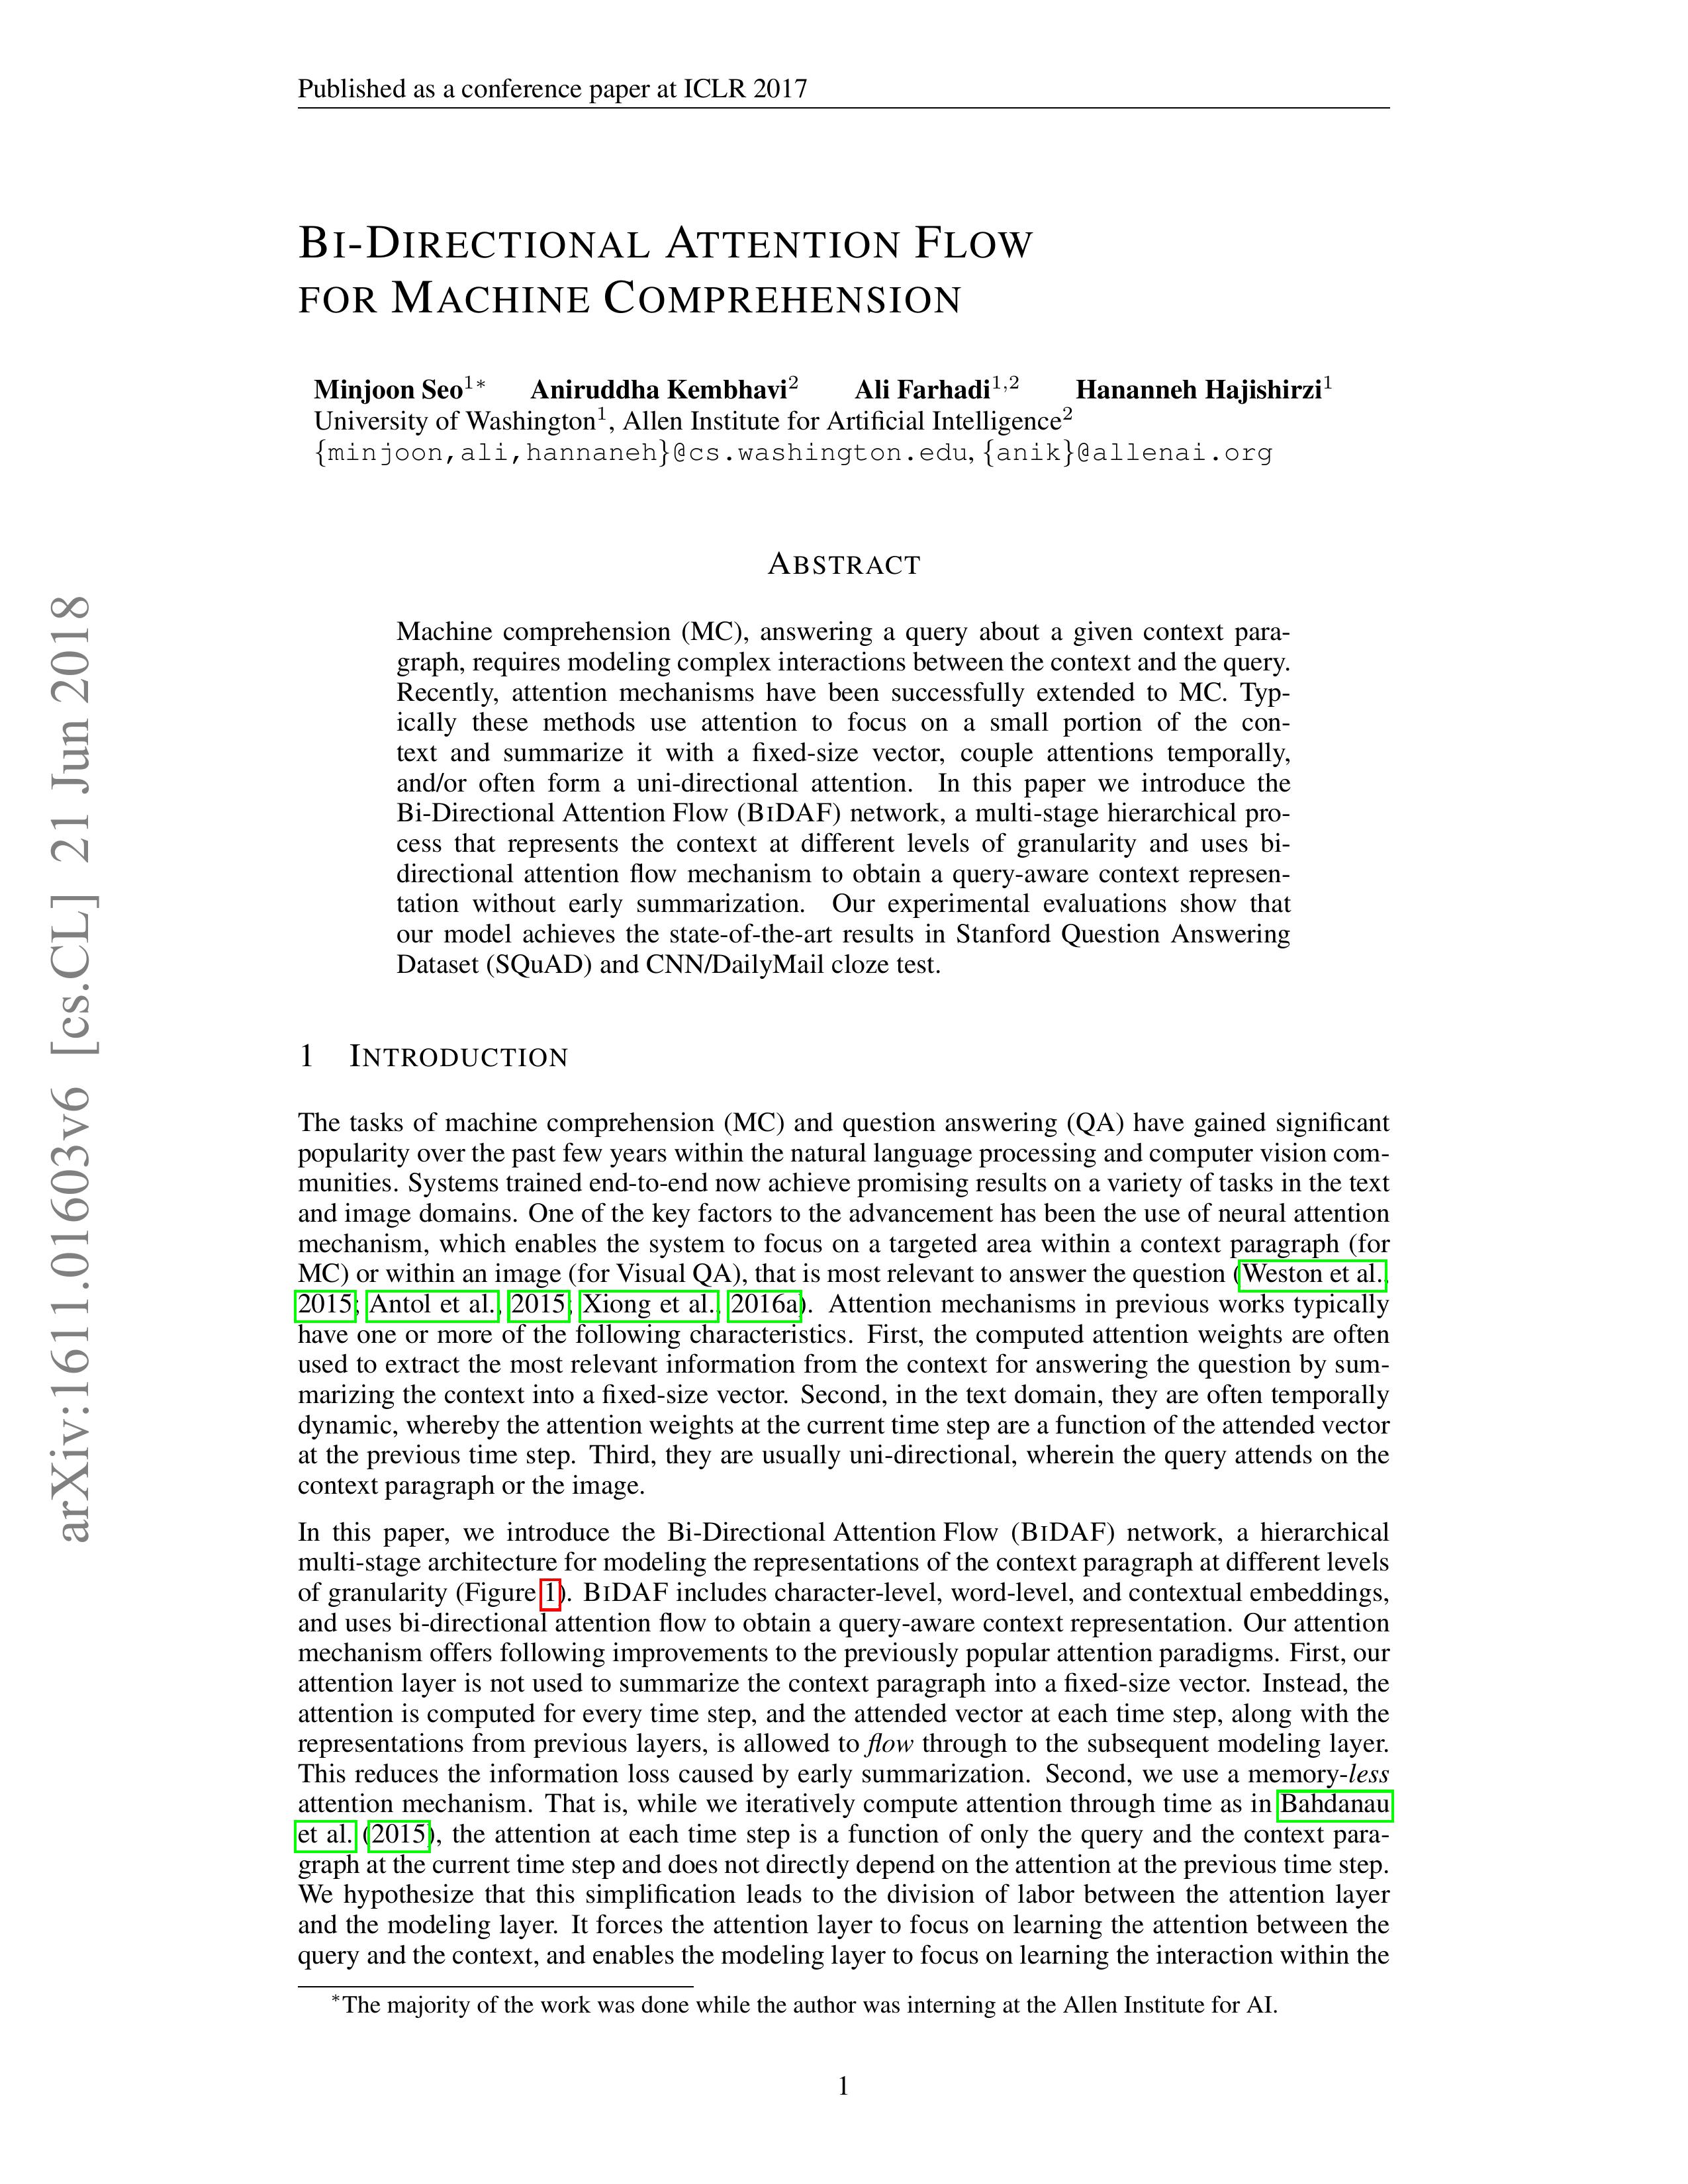 Published as a conference paper at ICLR 2017
BI-DIRECTIONAL ATTENTION FLOW
FOR MACHINE COMPREHENSION
Minjoon Seo1* Aniruddha Kembhavi2 Ali Farhadi1,2 Hananneh Hajishirzi1
University of Washington1, Allen Institute for Artificial Intelligence2
{minjoon,ali,hannaneh}@cs.washington.edu, {anik}@allenai.org
ABSTRACT
Machine comprehension (MC), answering a query about a given context para-
graph, requires modeling complex interactions between the context and the query.
Recently, attention mechanisms have been successfully extended to MC. Typ-
ically these methods use attention to focus on a small portion of the con-
text and summarize it with a fixed-size vector, couple attentions temporally,
and/or often form a uni-directional attention. In this paper we introduce the
Bi-Directional Attention Flow (BIDAF) network, a multi-stage hierarchical pro-
cess that represents the context at different levels of granularity and uses bi-
directional attention flow mechanism to obtain a query-aware context represen-
tation without early summarization. Our experimental evaluations show that
our model achieves the state-of-the-art results in Stanford Question Answering
Dataset (SQuAD) and CNN/DailyMail cloze test.
1 INTRODUCTION
The tasks of machine comprehension (MC) and question answering (QA) have gained significant
popularity over the past few years within the natural language processing and computer vision com-
munities. Systems trained end-to-end now achieve promising results on a variety of tasks in the text
and image domains. One of the key factors to the advancement has been the use of neural attention
mechanism, which enables the system to focus on a targeted area within a context paragraph (for
MC) or within an image (for Visual QA), that is most relevant to answer the question (Weston et al.,
2015; Antol et al., 2015; Xiong et al., 2016a). Attention mechanisms in previous works typically
have one or more of the following characteristics. First, the computed attention weights are often
used to extract the most relevant information from the context for answering the question by sum-
marizing the context into a fixed-size vector. Second, in the text domain, they are often temporally
dynamic, whereby the attention weights at the current time step are a function of the attended vector
at the previous time step. Third, they are usually uni-directional, wherein the query attends on the
context paragraph or the image.
In this paper, we introduce the Bi-Directional Attention Flow (BIDAF) network, a hierarchical
multi-stage architecture for modeling the representations of the context paragraph at different levels
of granularity (Figure 1). BIDAF includes character-level, word-level, and contextual embeddings,
and uses bi-directional attention flow to obtain a query-aware context representation. Our attention
mechanism offers following improvements to the previously popular attention paradigms. First, our
attention layer is not used to summarize the context paragraph into a fixed-size vector. Instead, the
attention is computed for every time step, and the attended vector at each time step, along with the
representations from previous layers, is allowed to flow through to the subsequent modeling layer.
This reduces the information loss caused by early summarization. Second, we use a memory-less
attention mechanism. That is, while we iteratively compute attention through time as in Bahdanau
et al. (2015), the attention at each time step is a function of only the query and the context para-
graph at the current time step and does not directly depend on the attention at the previous time step.
We hypothesize that this simplification leads to the division of labor between the attention layer
and the modeling layer. It forces the attention layer to focus on learning the attention between the
query and the context, and enables the modeling layer to focus on learning the interaction within the
*The majority of the work was done while the author was interning at the Allen Institute for AI.
1
arXiv:1611.01603v6 [cs.CL] 21 Jun 2018